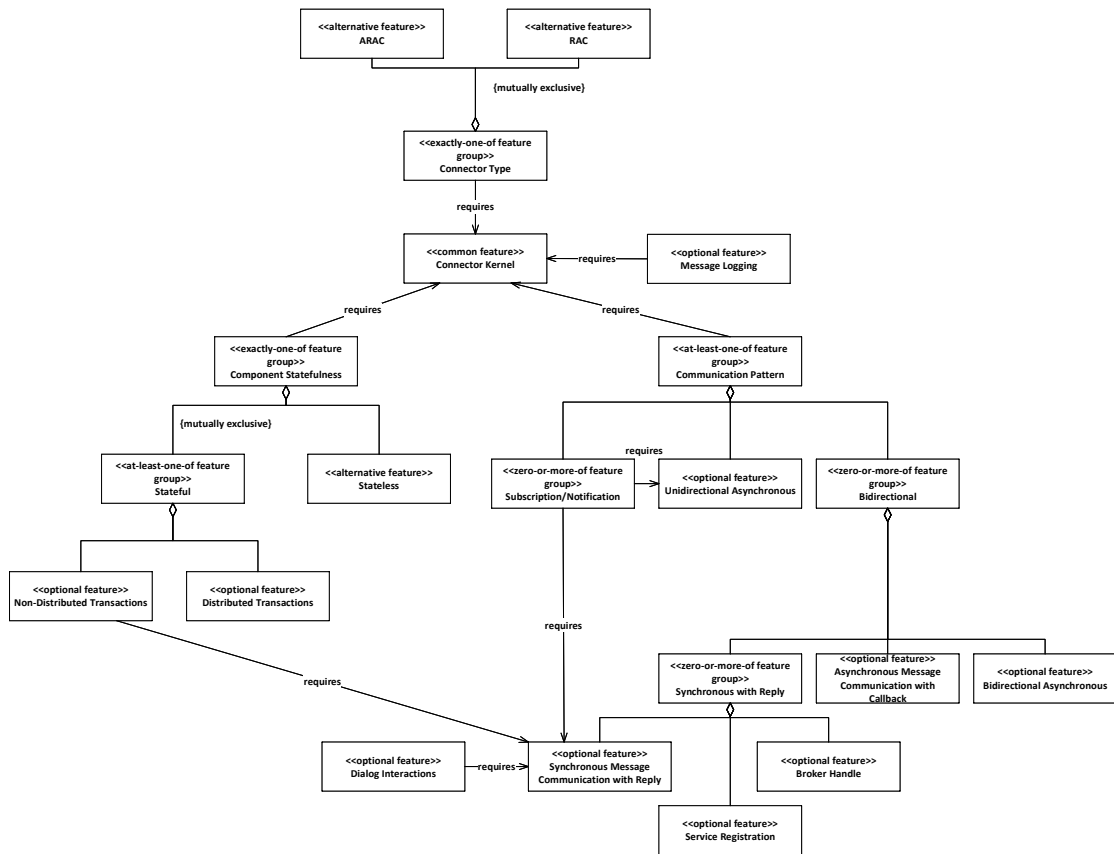 <<alternative feature>>
ARAC
<<alternative feature>>
RAC
{mutually exclusive}
<<exactly-one-of feature
group>>
Connector Type
requires
<<common feature>>
Connector Kernel
requires
<<optional feature>>
Message Logging
requires
requires
<<exactly-one-of feature
group>>
Component Statefulness
<<at-least-one-of feature
group>>
Communication Pattern
{mutually exclusive}
<<at-least-one-of feature
group>>
Stateful
<<alternative feature>>
Stateless
<<zero-or-more-of feature
group>>
Subscription/Notification
requires
<<optional feature>>
Unidirectional Asynchronous
<<zero-or-more-of feature
group>>
Bidirectional
<<optional feature>>
Non-Distributed Transactions
<<optional feature>>
Distributed Transactions
requires
requires
<<zero-or-more-of feature
group>>
Synchronous with Reply
<<optional feature>>
Asynchronous Message
Communication with
Callback
<<optional feature>>
Bidirectional Asynchronous
<<optional feature>>
Dialog Interactions
requires
<<optional feature>>
Synchronous Message
Communication with Reply
<<optional feature>>
Broker Handle
<<optional feature>>
Service Registration